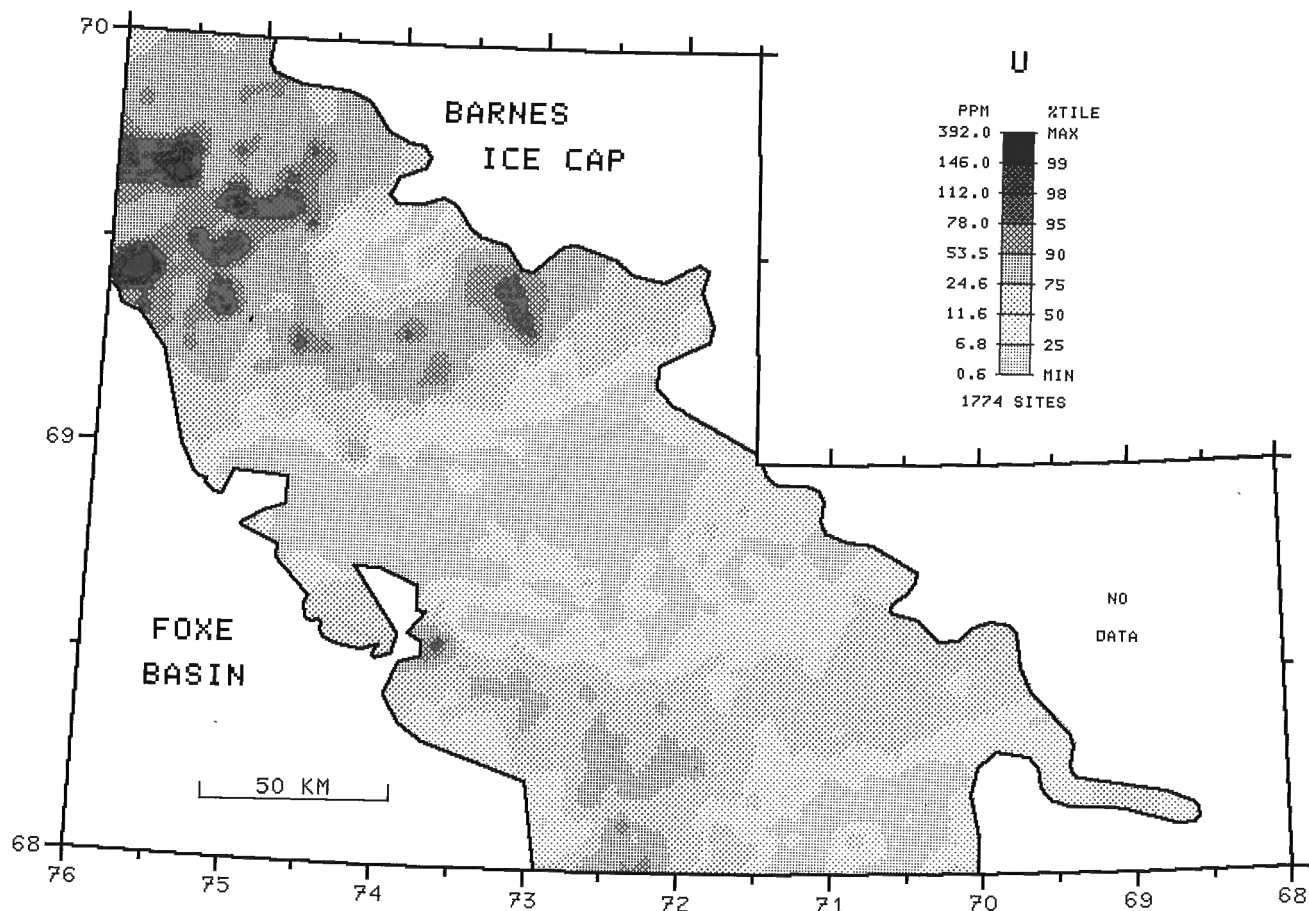 70
U
BARNES
ICE CAP
PPM %TILE
392.0 MAX
146.0 99
112.0 98
78.0 95
53.5 90
24.6 75
11.6 50
6.8 25
0.6 MIN
1774 SITES
69
NO
DATA
FOXE
BASIN
50 KM
68
76 75 74 73 72 71 70 69 68